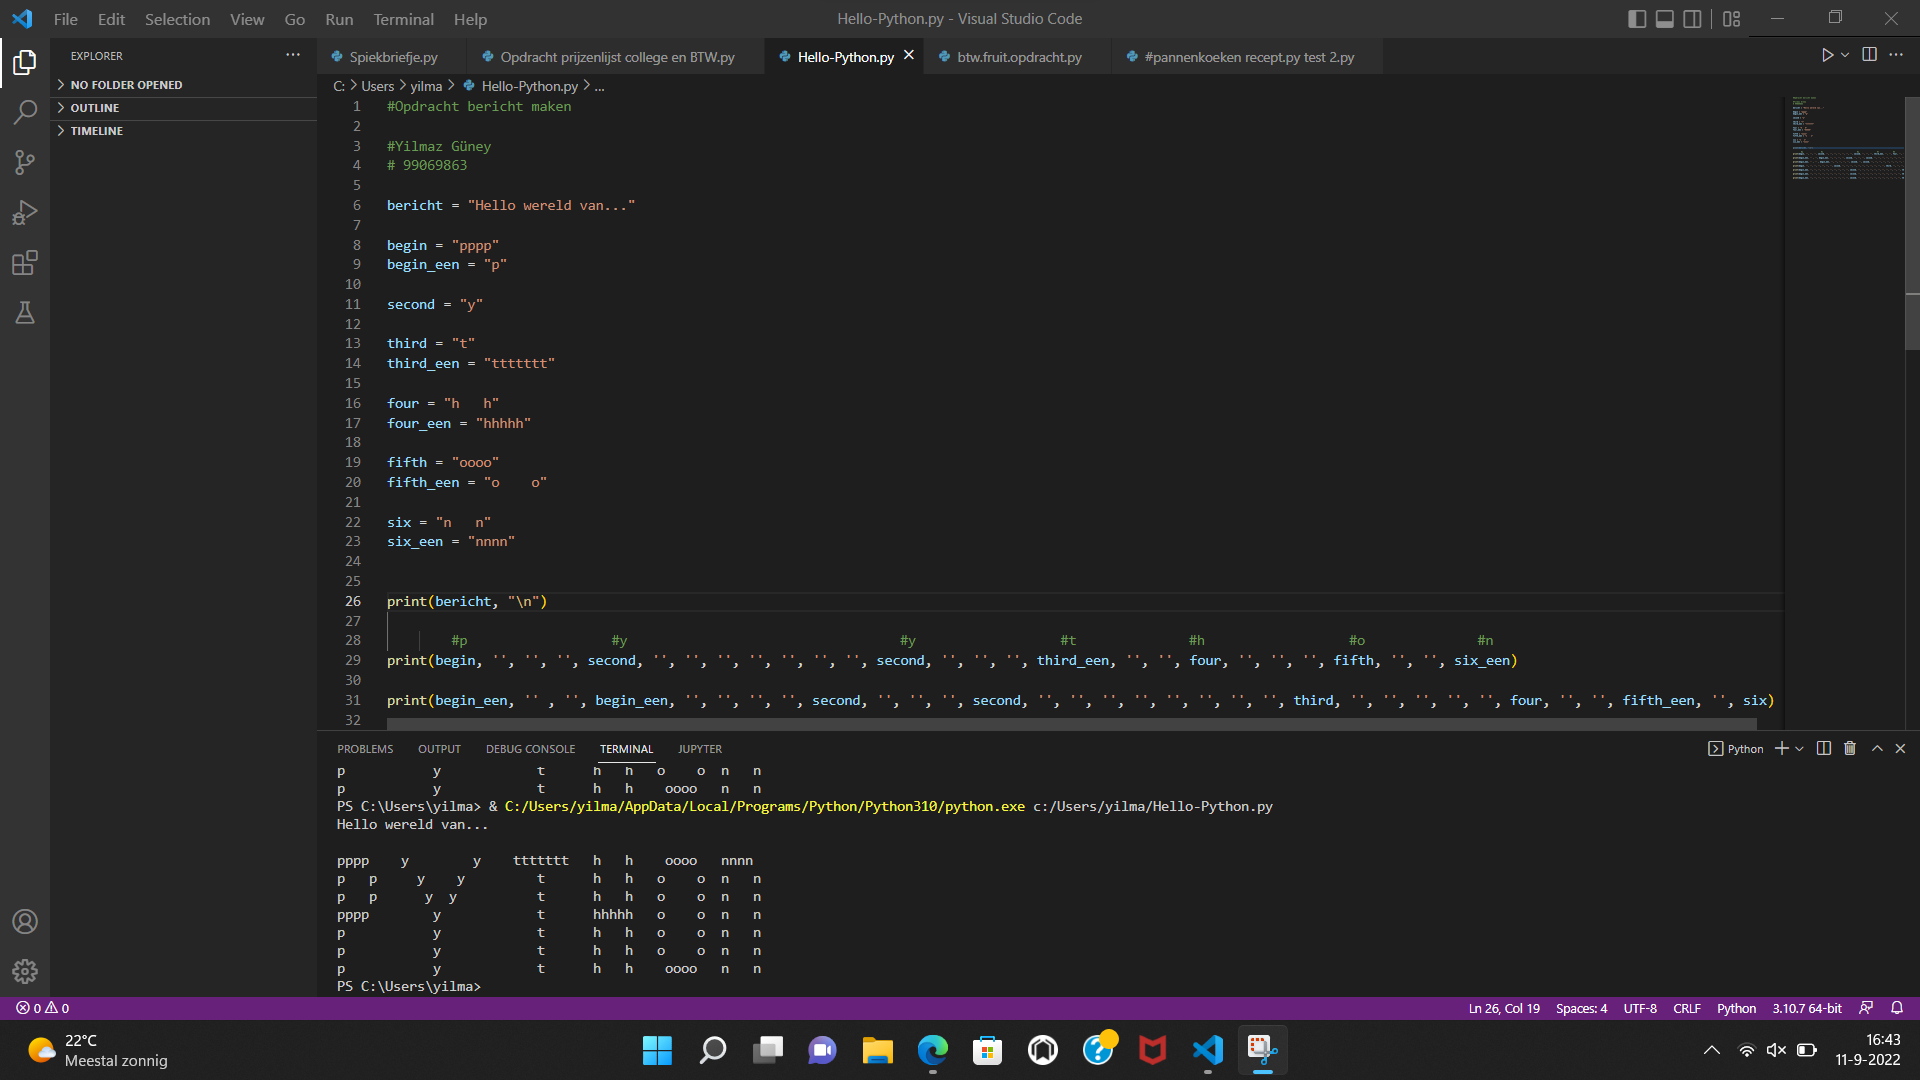 File Edit Selection View Go Run Terminal Help
Hello-Python.py - Visual Studio Code
EXPLORER
NO FOLDER OPENED
OUTLINE
TIMELINE
Spiekbriefje.py
Opdracht prijzenlijst college en BTW.py
Hello-Python.py
btw.fruit.opdracht.py
#pannenkoeken recept.py test 2.py
C: > Users > yilma > Hello-Python.py > ...
1 #Opdracht bericht maken
2
3 #Yilmaz Güney
4 # 99069863
5
6 bericht = "Hello wereld van..."
7
8 begin = "pppp"
9 begin_een = "p"
10
11 second = "y"
12
13 third = "t"
14 third_een = "ttttttt"
15
16 four = "h   h"
17 four_een = "hhhhh"
18
19 fifth = "oooo"
20 fifth_een = "o    o"
21
22 six = "n   n"
23 six_een = "nnnn"
24
25
26 print(bericht, "\n")
27
28         #p                  #y                                  #y                  #t              #h                  #o              #n
29 print(begin, '', '', '', second, '', '', '', '', '', '', '', second, '', '', '', third_een, '', '', four, '', '', '', fifth, '', '', six_een)
30
31 print(begin_een, '' , '', begin_een, '', '', '', '', second, '', '', '', second, '', '', '', '', '', '', '', '', third, '', '', '', '', '', four, '', '', fifth_een, '', six)
32
PROBLEMS OUTPUT DEBUG CONSOLE TERMINAL JUPYTER
Python
p           y            t      h   h   o    o  n   n
p           y            t      h   h    oooo   n   n
PS C:\Users\yilma> & C:/Users/yilma/AppData/Local/Programs/Python/Python310/python.exe c:/Users/yilma/Hello-Python.py
Hello wereld van...
pppp    y        y    ttttttt   h   h    oooo   nnnn
p   p     y    y         t      h   h   o    o  n   n
p   p      y  y          t      h   h   o    o  n   n
pppp        y            t      hhhhh   o    o  n   n
p           y            t      h   h   o    o  n   n
p           y            t      h   h   o    o  n   n
p           y            t      h   h    oooo   n   n
PS C:\Users\yilma>
0 0
Ln 26, Col 19 Spaces: 4 UTF-8 CRLF Python 3.10.7 64-bit
22°C
Meestal zonnig
16:43
11-9-2022